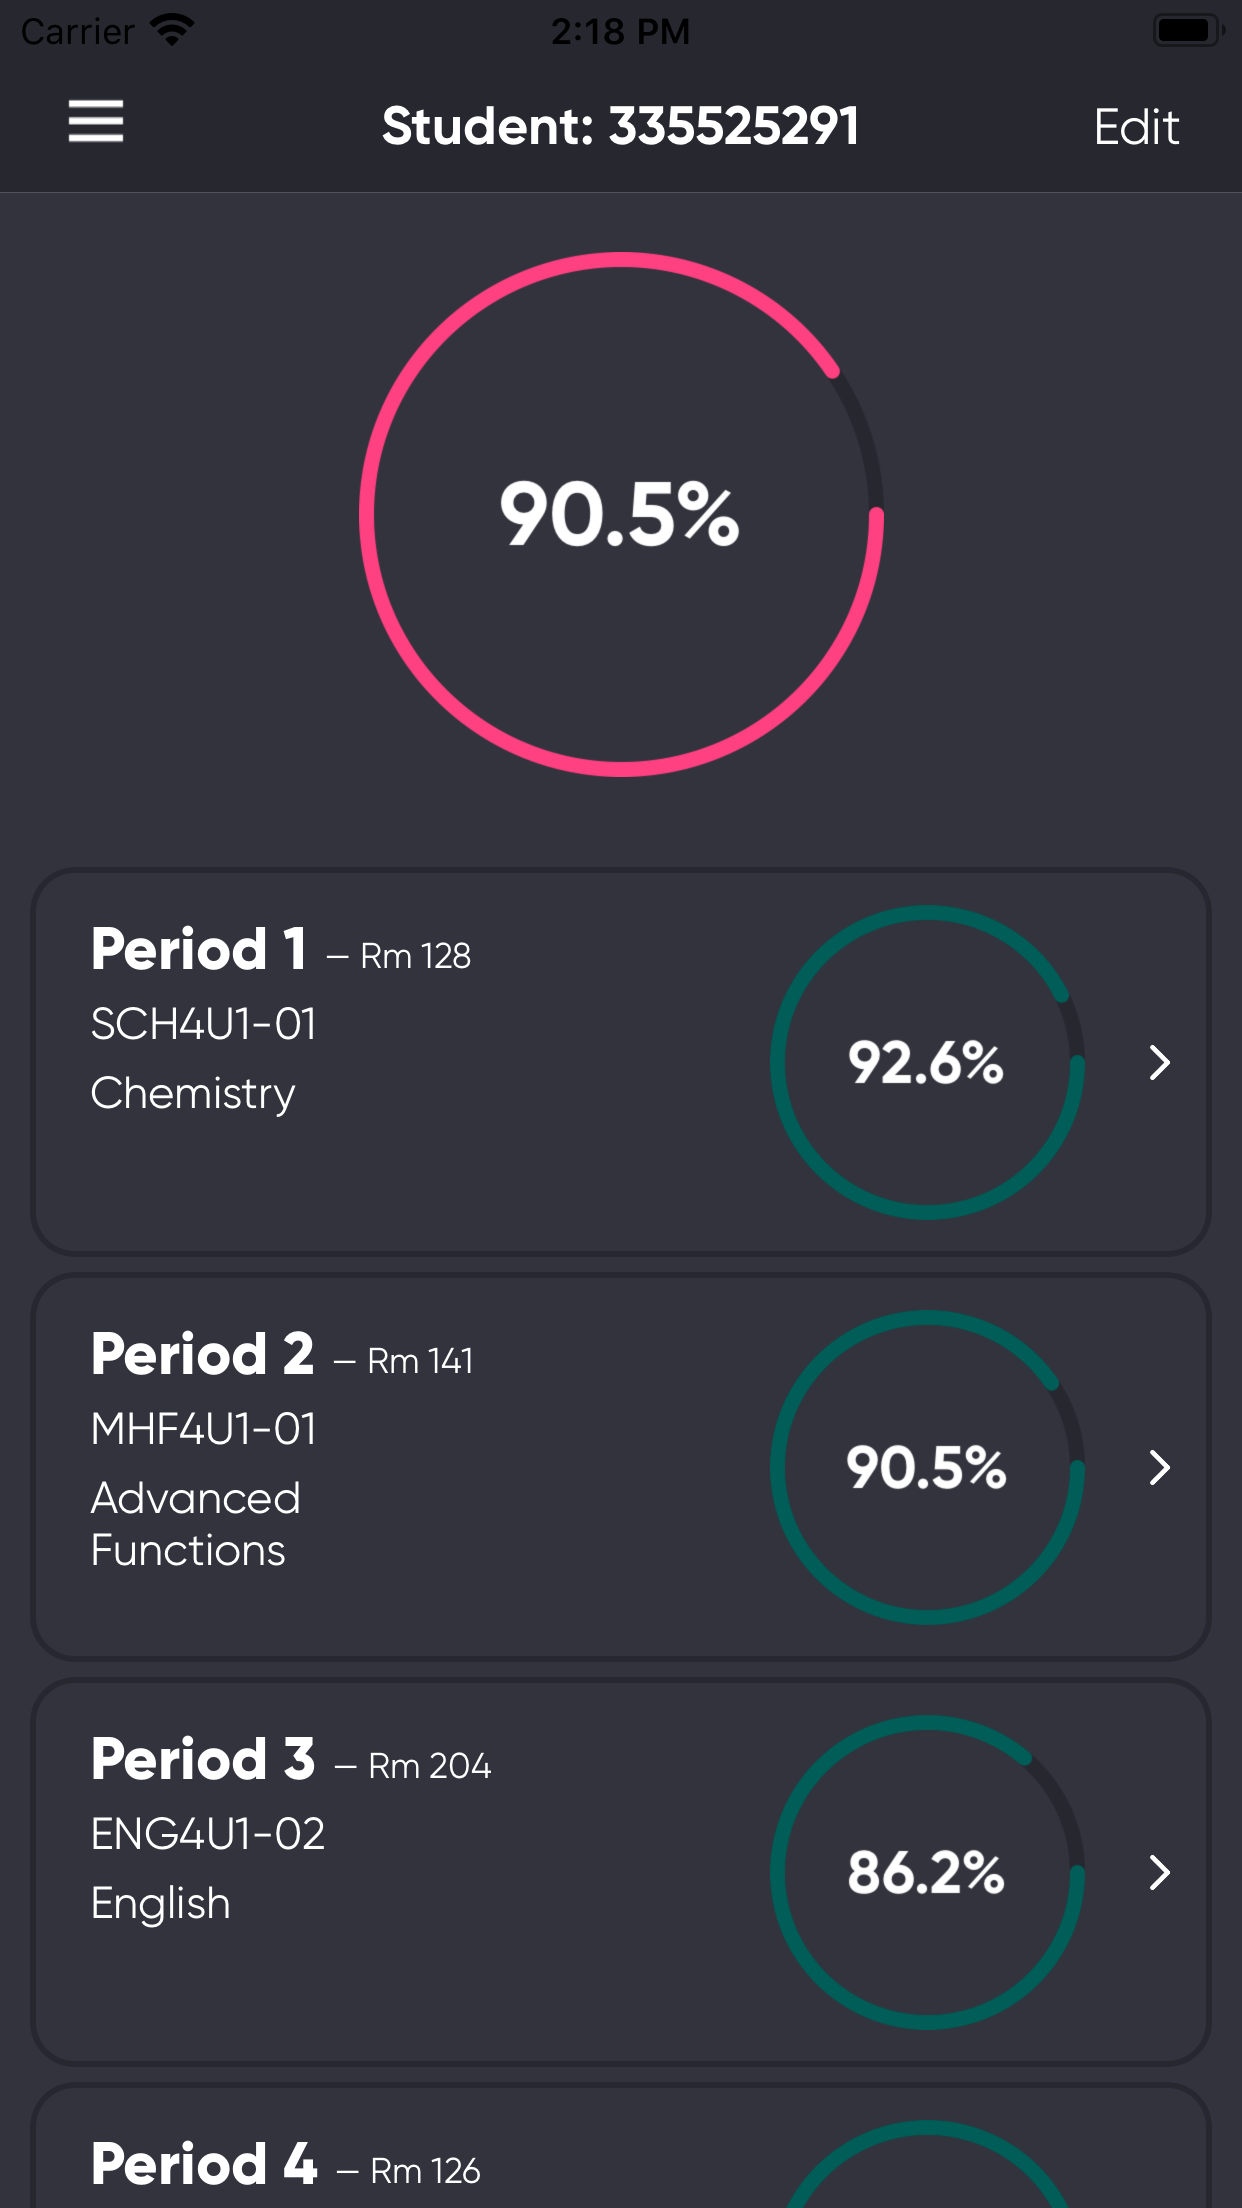 Carrier 2:18 PM
Student: 335525291 Edit
90.5%
Period 1 – Rm 128
SCH4U1-01
Chemistry
92.6%
Period 2 – Rm 141
MHF4U1-01
Advanced
Functions
90.5%
Period 3 – Rm 204
ENG4U1-02
English
86.2%
Period 4 – Rm 126